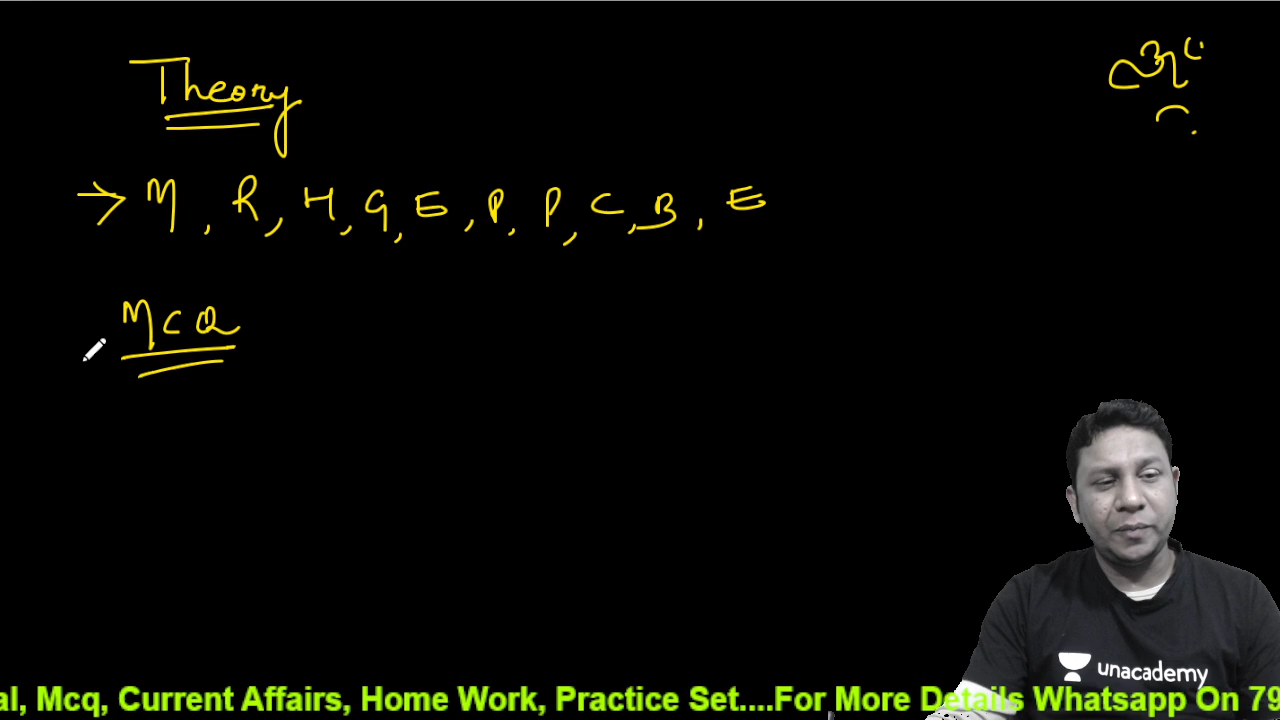 Theory
→ M, R, H, G, E, P, P, C, B, E
MCQ
unacademy
al, Mcq, Current Affairs, Home Work, Practice Set....For More Details Whatsapp On 79